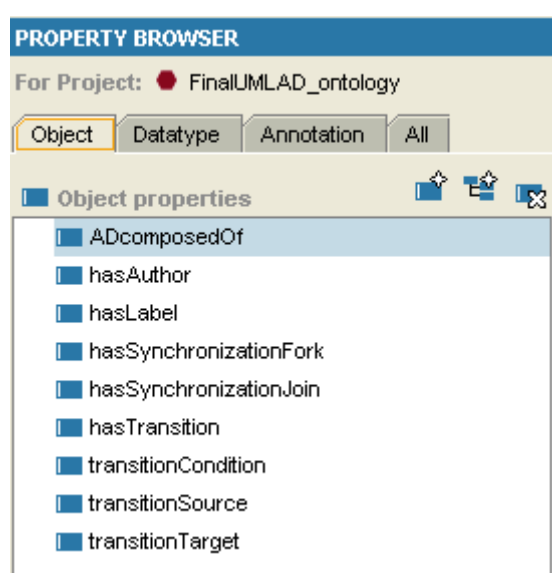 PROPERTY BROWSER
For Project: FinalUMLAD_ontology
Object Datatype Annotation All
Object properties
ADcomposedOf
hasAuthor
hasLabel
hasSynchronizationFork
hasSynchronizationJoin
hasTransition
transitionCondition
transitionSource
transitionTarget